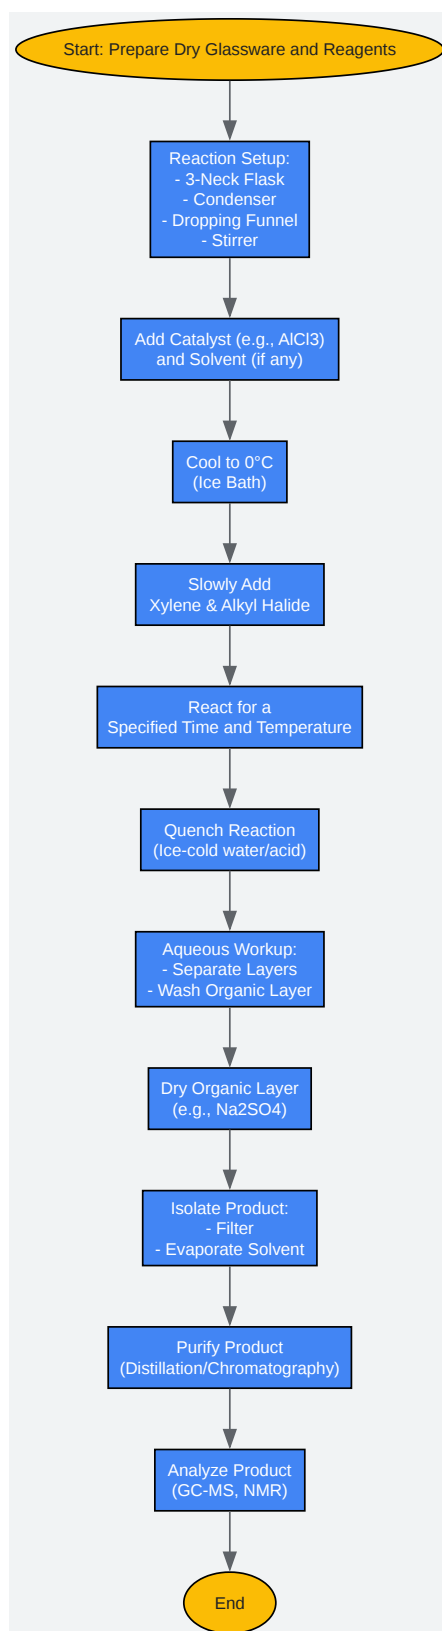 Start: Prepare Dry Glassware and Reagents
Reaction Setup:
- 3-Neck Flask
- Condenser
- Dropping Funnel
- Stirrer
Add Catalyst (e.g., AlCl3)
and Solvent (if any)
Cool to 0°C
(Ice Bath)
Slowly Add
Xylene & Alkyl Halide
React for a
Specified Time and Temperature
Quench Reaction
(Ice-cold water/acid)
Aqueous Workup:
- Separate Layers
- Wash Organic Layer
Dry Organic Layer
(e.g., Na2SO4)
Isolate Product:
- Filter
- Evaporate Solvent
Purify Product
(Distillation/Chromatography)
Analyze Product
(GC-MS, NMR)
End